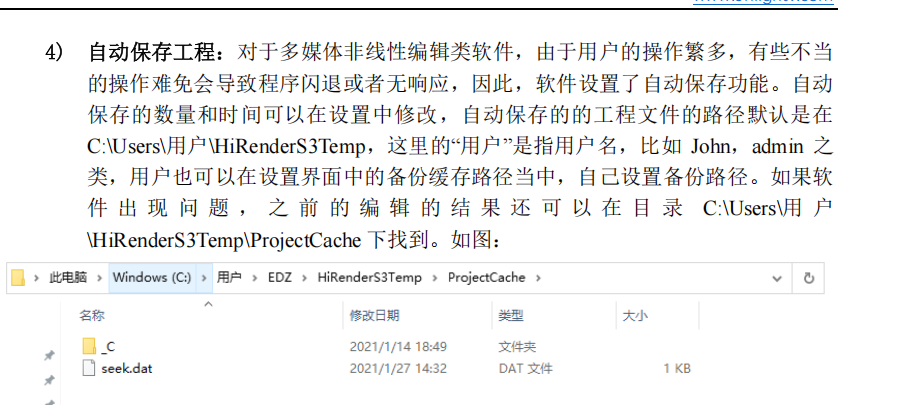 4) 自动保存工程：对于多媒体非线性编辑类软件，由于用户的操作繁多，有些不当
的操作难免会导致程序闪退或者无响应，因此，软件设置了自动保存功能。自动
保存的数量和时间可以在设置中修改，自动保存的的工程文件的路径默认是在
C:\Users\用户\HiRenderS3Temp，这里的“用户”是指用户名，比如 John，admin 之
类，用户也可以在设置界面中的备份缓存路径当中，自己设置备份路径。如果软
件出现问题，之前的编辑的结果还可以在目录 C:\Users\用户
\HiRenderS3Temp\ProjectCache 下找到。如图：
此电脑 > Windows (C:) > 用户 > EDZ > HiRenderS3Temp > ProjectCache >
名称 修改日期 类型 大小
_C 2021/1/14 18:49 文件夹
seek.dat 2021/1/27 14:32 DAT 文件 1 KB